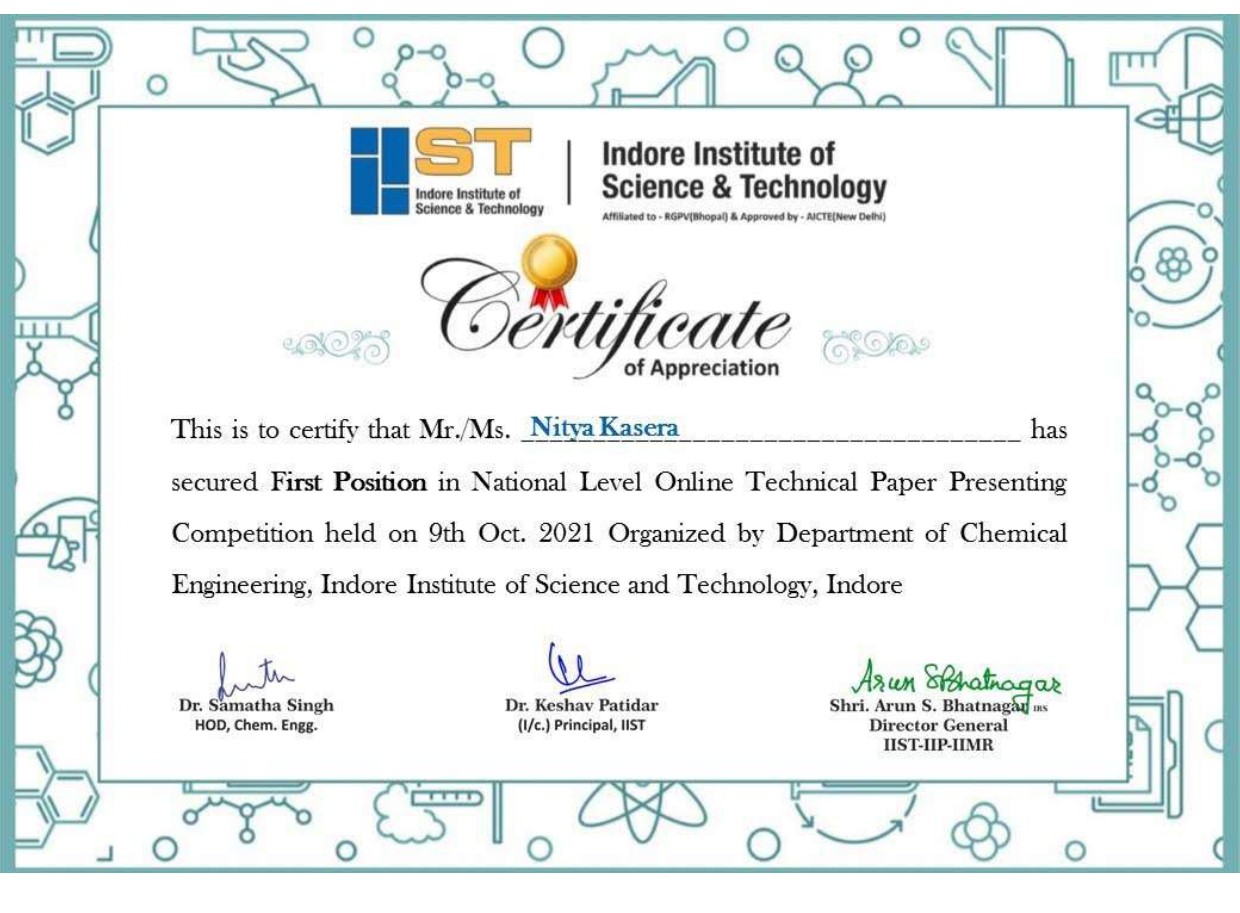 IIST
Indore Institute of
Science & Technology
Indore Institute of
Science & Technology
Affiliated to - RGPV(Bhopal) & Approved by - AICTE(New Delhi)
Certificate
of Appreciation
This is to certify that Mr./Ms. Nitya Kasera has
secured First Position in National Level Online Technical Paper Presenting
Competition held on 9th Oct. 2021 Organized by Department of Chemical
Engineering, Indore Institute of Science and Technology, Indore
Arun SBhatnagar
Dr. Samatha Singh
HOD, Chem. Engg.
Dr. Keshav Patidar
(I/c.) Principal, IIST
Shri. Arun S. Bhatnagar IRS
Director General
IIST-IIP-IIMR